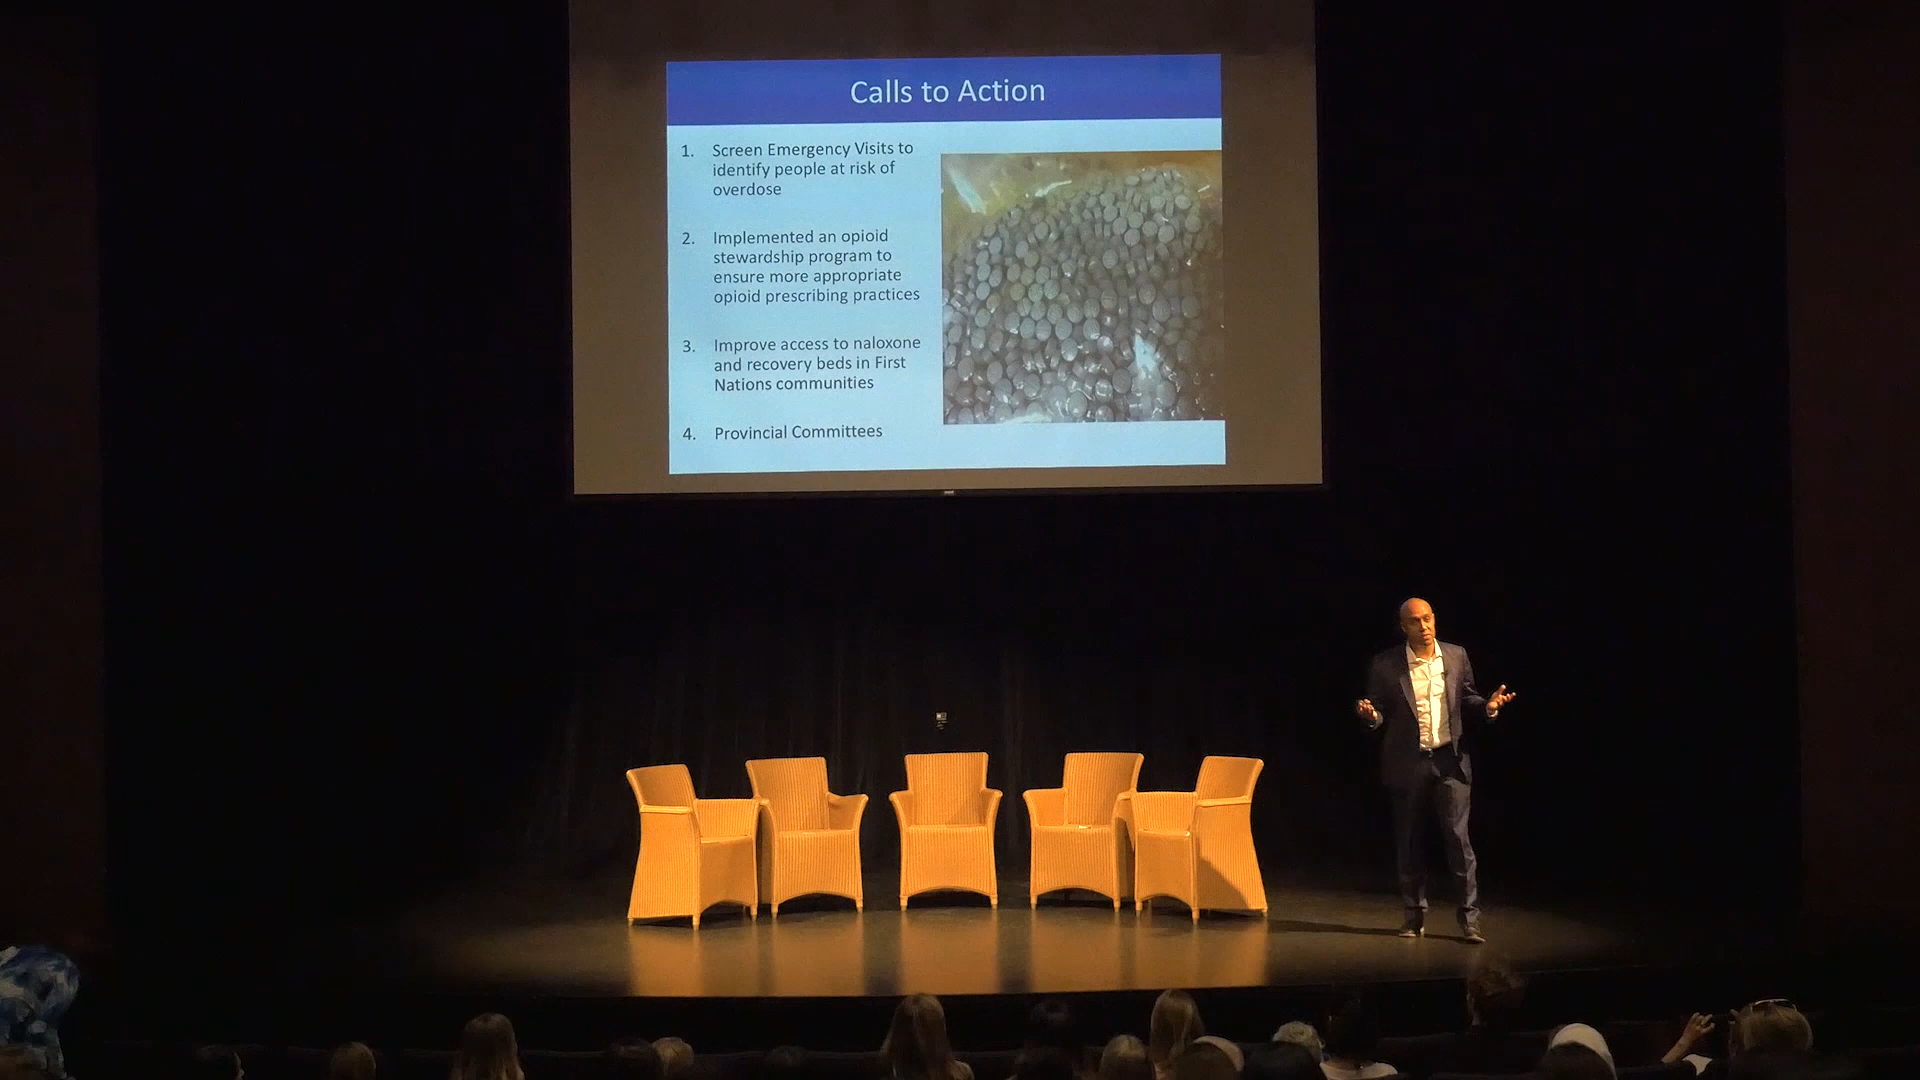 Calls to Action
1. Screen Emergency Visits to
identify people at risk of
overdose
2. Implemented an opioid
stewardship program to
ensure more appropriate
opioid prescribing practices
3. Improve access to naloxone
and recovery beds in First
Nations communities
4. Provincial Committees